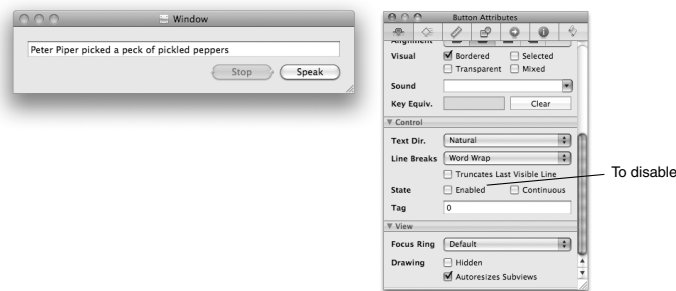 Window
Peter Piper picked a peck of pickled peppers
Stop
Speak
Button Attributes
Alignment
Visual
Bordered
Selected
Transparent
Mixed
Sound
Key Equiv.
Clear
Control
Text Dir.
Natural
Line Breaks
Word Wrap
Truncates Last Visible Line
State
Enabled
Continuous
Tag
0
View
Focus Ring
Default
Drawing
Hidden
Autoresizes Subviews
To disable